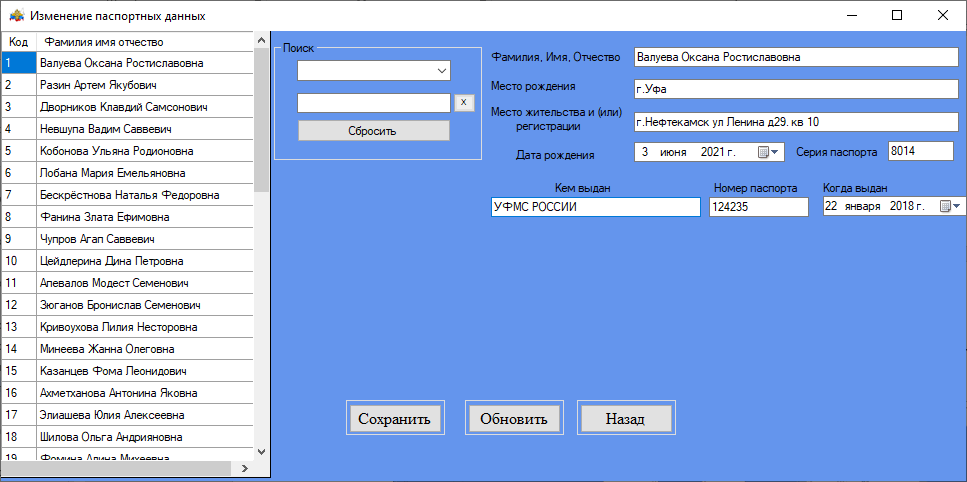 Изменение паспортных данных
Код Фамилия имя отчество
1 Валуева Оксана Ростиславовна
2 Разин Артем Якубович
3 Дворников Клавдий Самсонович
4 Невшупа Вадим Саввевич
5 Кобонова Ульяна Родионовна
6 Лобана Мария Емельяновна
7 Бескрёстнова Наталья Федоровна
8 Фанина Злата Ефимовна
9 Чупров Агап Саввевич
10 Цейдлерина Дина Петровна
11 Апевалов Модест Семенович
12 Зюганов Бронислав Семенович
13 Кривоухова Лилия Несторовна
14 Минеева Жанна Олеговна
15 Казанцев Фома Леонидович
16 Ахметханова Антонина Яковна
17 Элиашева Юлия Алексеевна
18 Шилова Ольга Андрияновна
19 Фомина Алина Михеевна
Поиск
x
Сбросить
Фамилия, Имя, Отчество Валуева Оксана Ростиславовна
Место рождения г.Уфа
Место жительства и (или)
регистрации
г.Нефтекамск ул Ленина д29. кв 10
Дата рождения 3 июня 2021 г. Серия паспорта 8014
Кем выдан Номер паспорта Когда выдан
УФМС РОССИИ 124235 22 января 2018 г.
Сохранить Обновить Назад